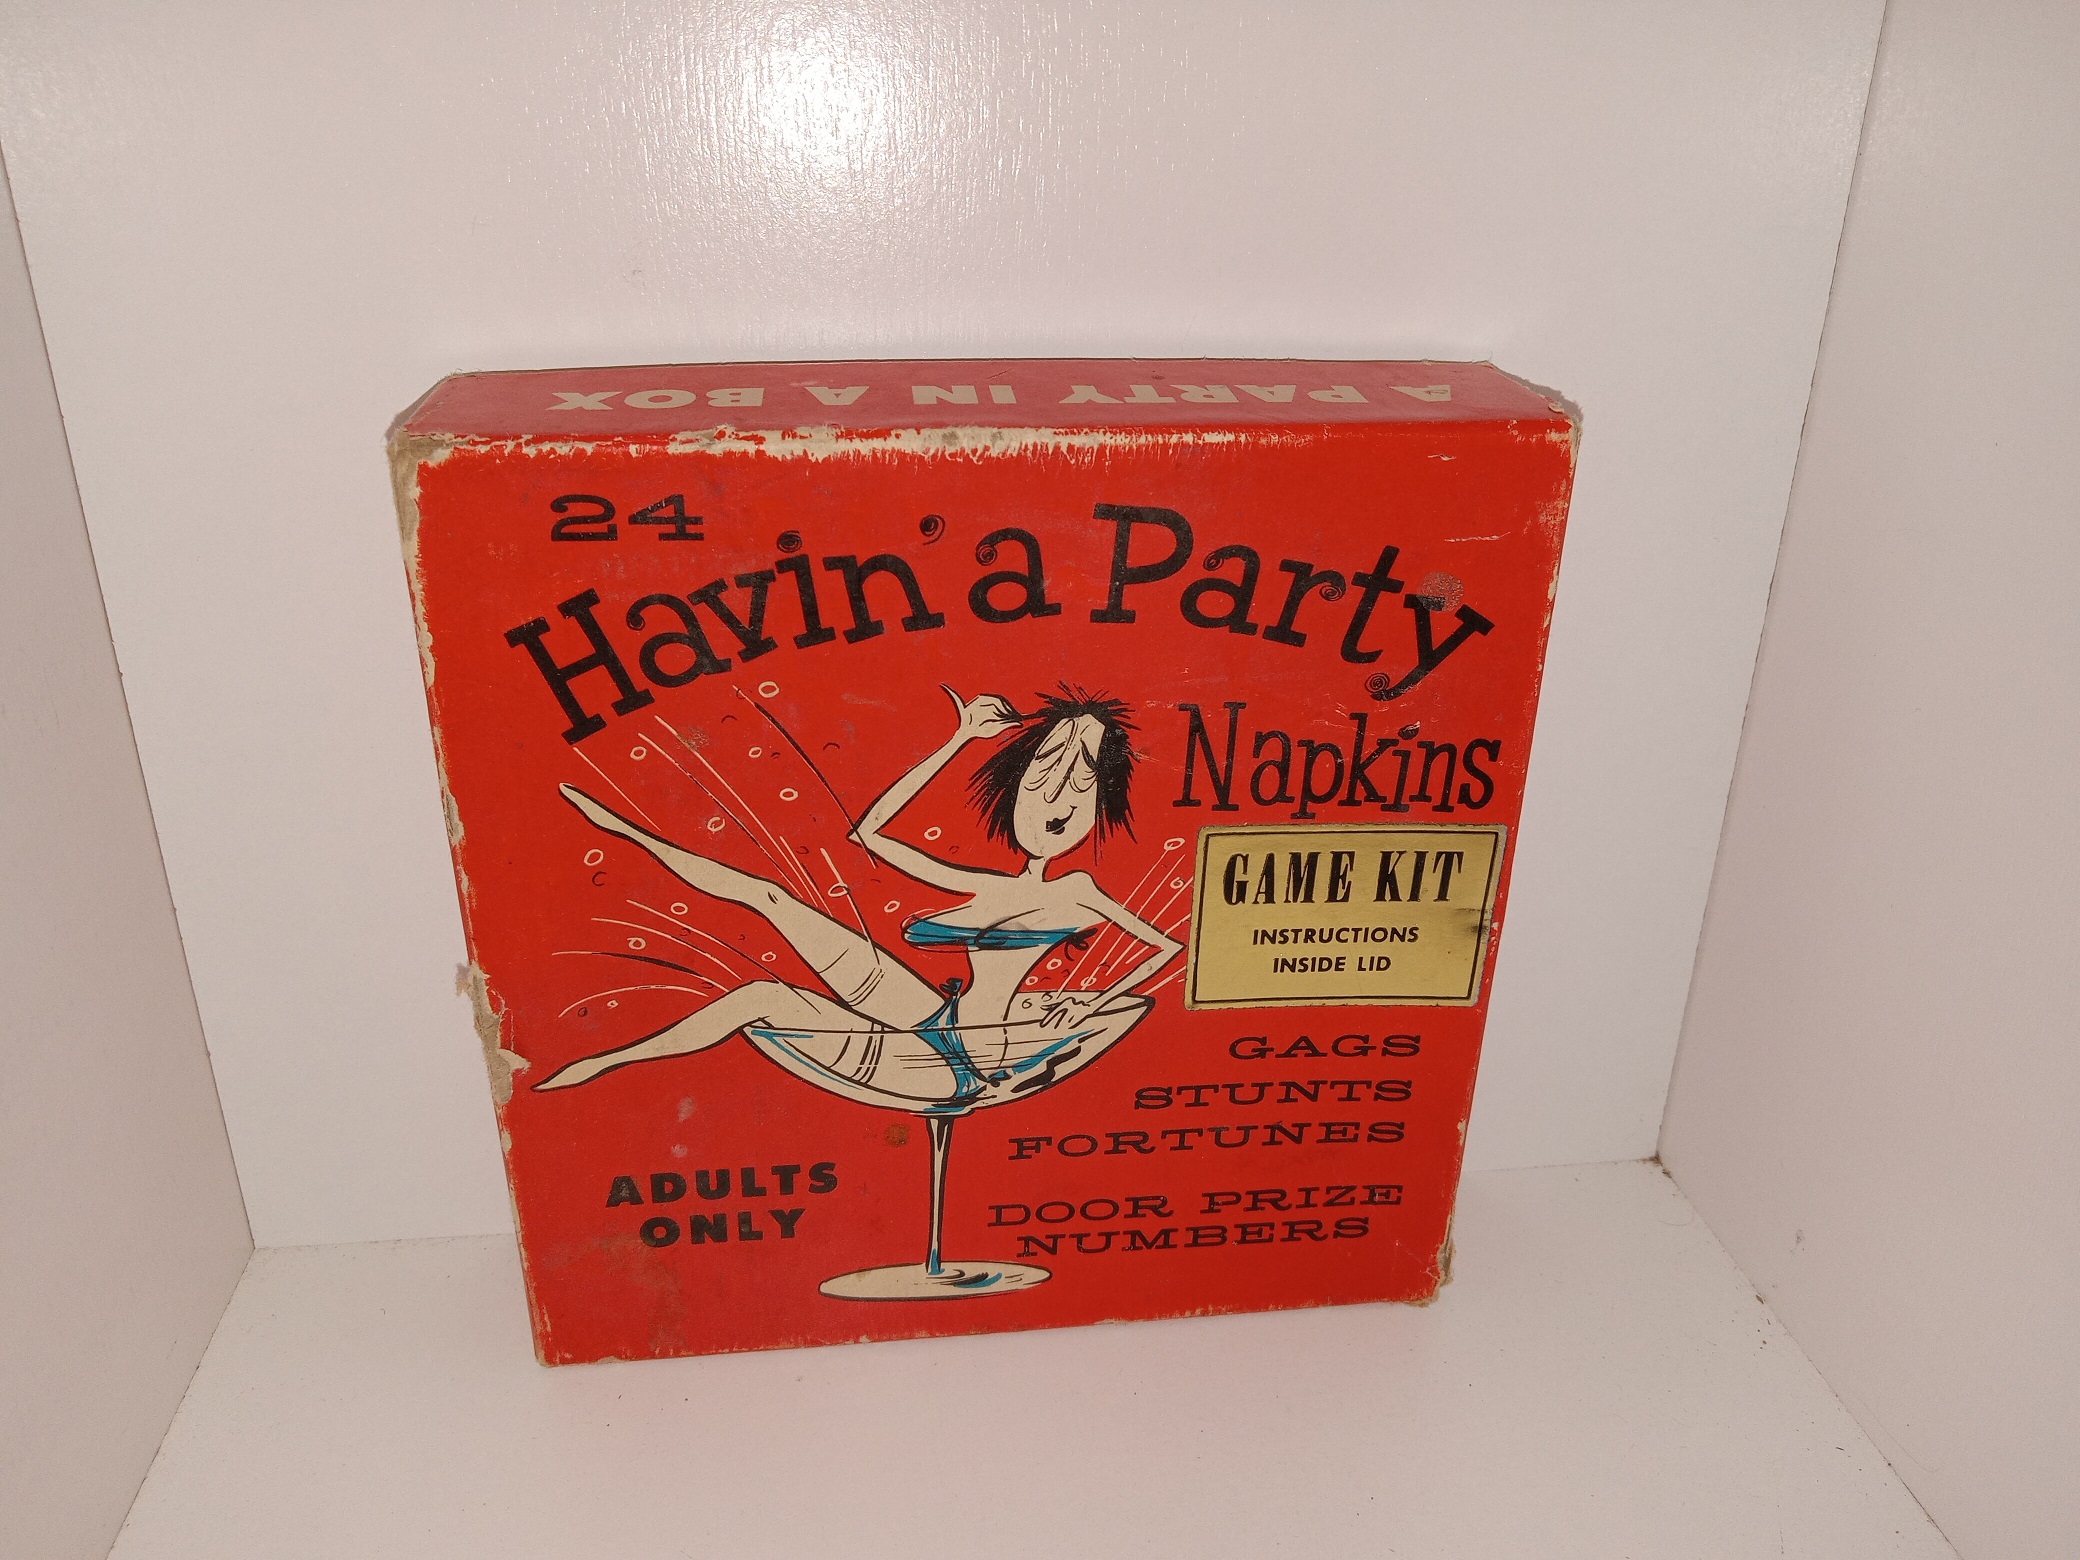 A PARTY IN A BOX
24
Havin' a Party
Napkins
GAME KIT
INSTRUCTIONS
INSIDE LID
GAGS
STUNTS
FORTUNES
DOOR PRIZE
NUMBERS
ADULTS
ONLY